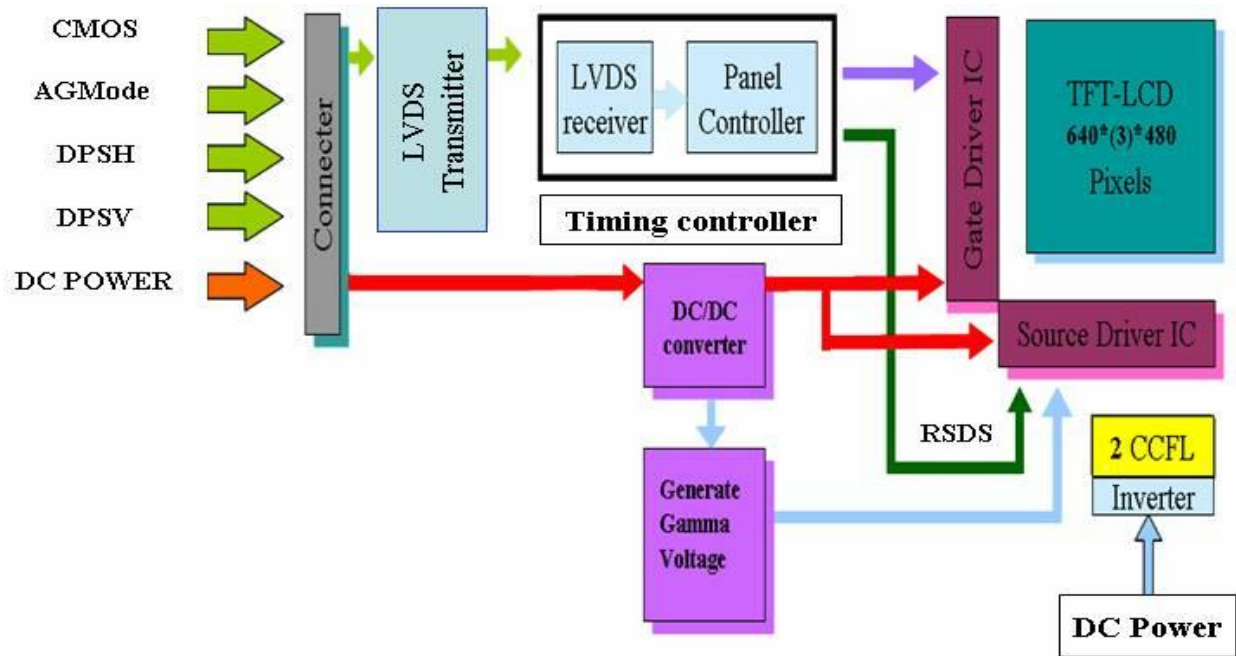 CMOS
AGMode
DPSH
DPSV
DC POWER
Connecter
LVDS
Transmitter
LVDS
receiver
Panel
Controller
Timing controller
Gate Driver IC
TFT-LCD
640*(3)*480
Pixels
Source Driver IC
DC/DC
converter
RSDS
Generate
Gamma
Voltage
2 CCFL
Inverter
DC Power